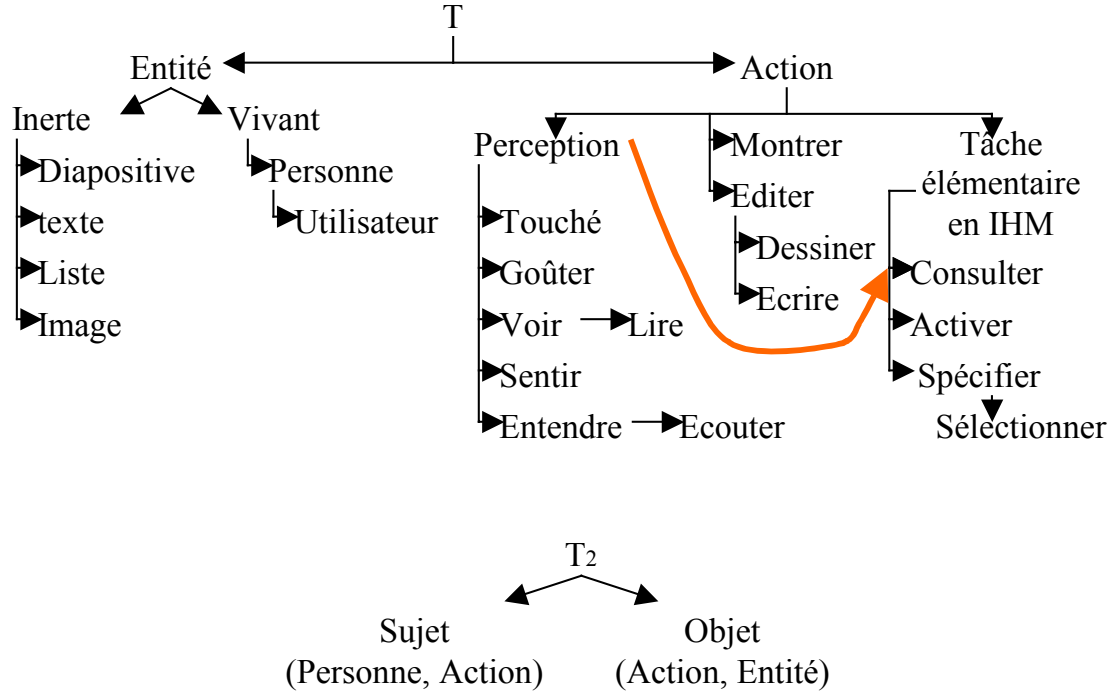 T
Entité
Action
Inerte
Vivant
Diapositive
texte
Liste
Image
Personne
Utilisateur
Perception
Touché
Goûter
Voir
Lire
Sentir
Entendre
Ecouter
Montrer
Editer
Dessiner
Ecrire
Tâche
élémentaire
en IHM
Consulter
Activer
Spécifier
Sélectionner
T2
Sujet
(Personne, Action)
Objet
(Action, Entité)